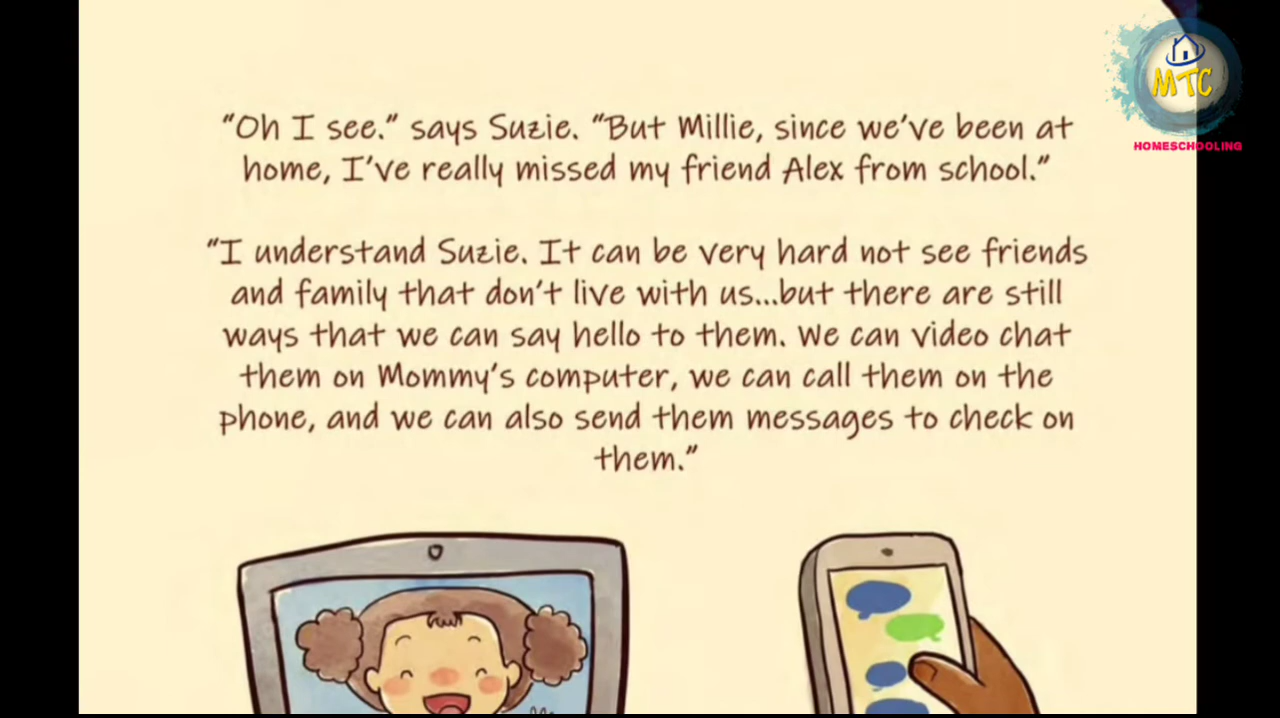 “Oh I see.” says Suzie. “But Millie, since we’ve been at
home, I’ve really missed my friend Alex from school.”
“I understand Suzie. It can be very hard not see friends
and family that don’t live with us...but there are still
ways that we can say hello to them. We can video chat
them on Mommy’s computer, we can call them on the
phone, and we can also send them messages to check on
them.”
MTC
HOMESCHOOLING